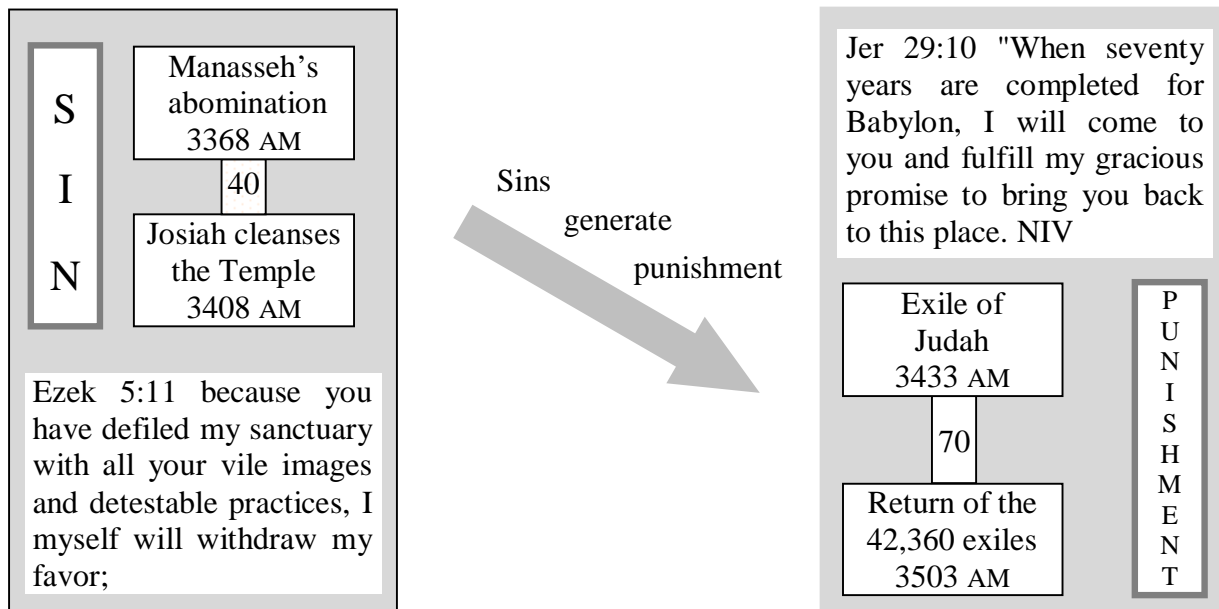 S
I
N
Manasseh's
abomination
3368 AM
40
Josiah cleanses
the Temple
3408 AM
Ezek 5:11 because you
have defiled my sanctuary
with all your vile images
and detestable practices, I
myself will withdraw my
favor;
Sins
generate
punishment
Jer 29:10 "When seventy
years are completed for
Babylon, I will come to
you and fulfill my gracious
promise to bring you back
to this place. NIV
Exile of
Judah
3433 AM
70
Return of the
42,360 exiles
3503 AM
P
U
N
I
S
H
M
E
N
T